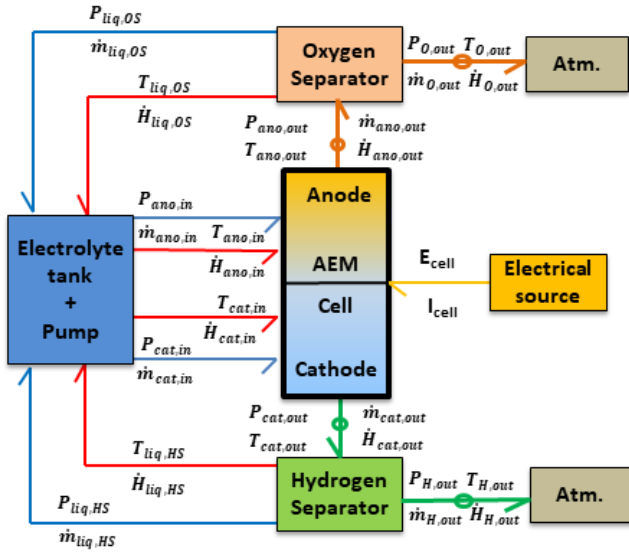 P_liq,OS
ṁ_liq,OS
T_liq,OS
Ḣ_liq,OS
Oxygen
Separator
P_O,out T_O,out
ṁ_O,out Ḣ_O,out
Atm.
P_ano,out ṁ_ano,out
T_ano,out Ḣ_ano,out
P_ano,in
ṁ_ano,in T_ano,in
Ḣ_ano,in
Electrolyte
tank
+
Pump
T_cat,in
Ḣ_cat,in
P_cat,in
ṁ_cat,in
Anode
AEM
Cell
Cathode
E_cell
I_cell
Electrical
source
P_cat,out ṁ_cat,out
T_cat,out Ḣ_cat,out
T_liq,HS
Ḣ_liq,HS
P_liq,HS
ṁ_liq,HS
Hydrogen
Separator
P_H,out T_H,out
ṁ_H,out Ḣ_H,out
Atm.